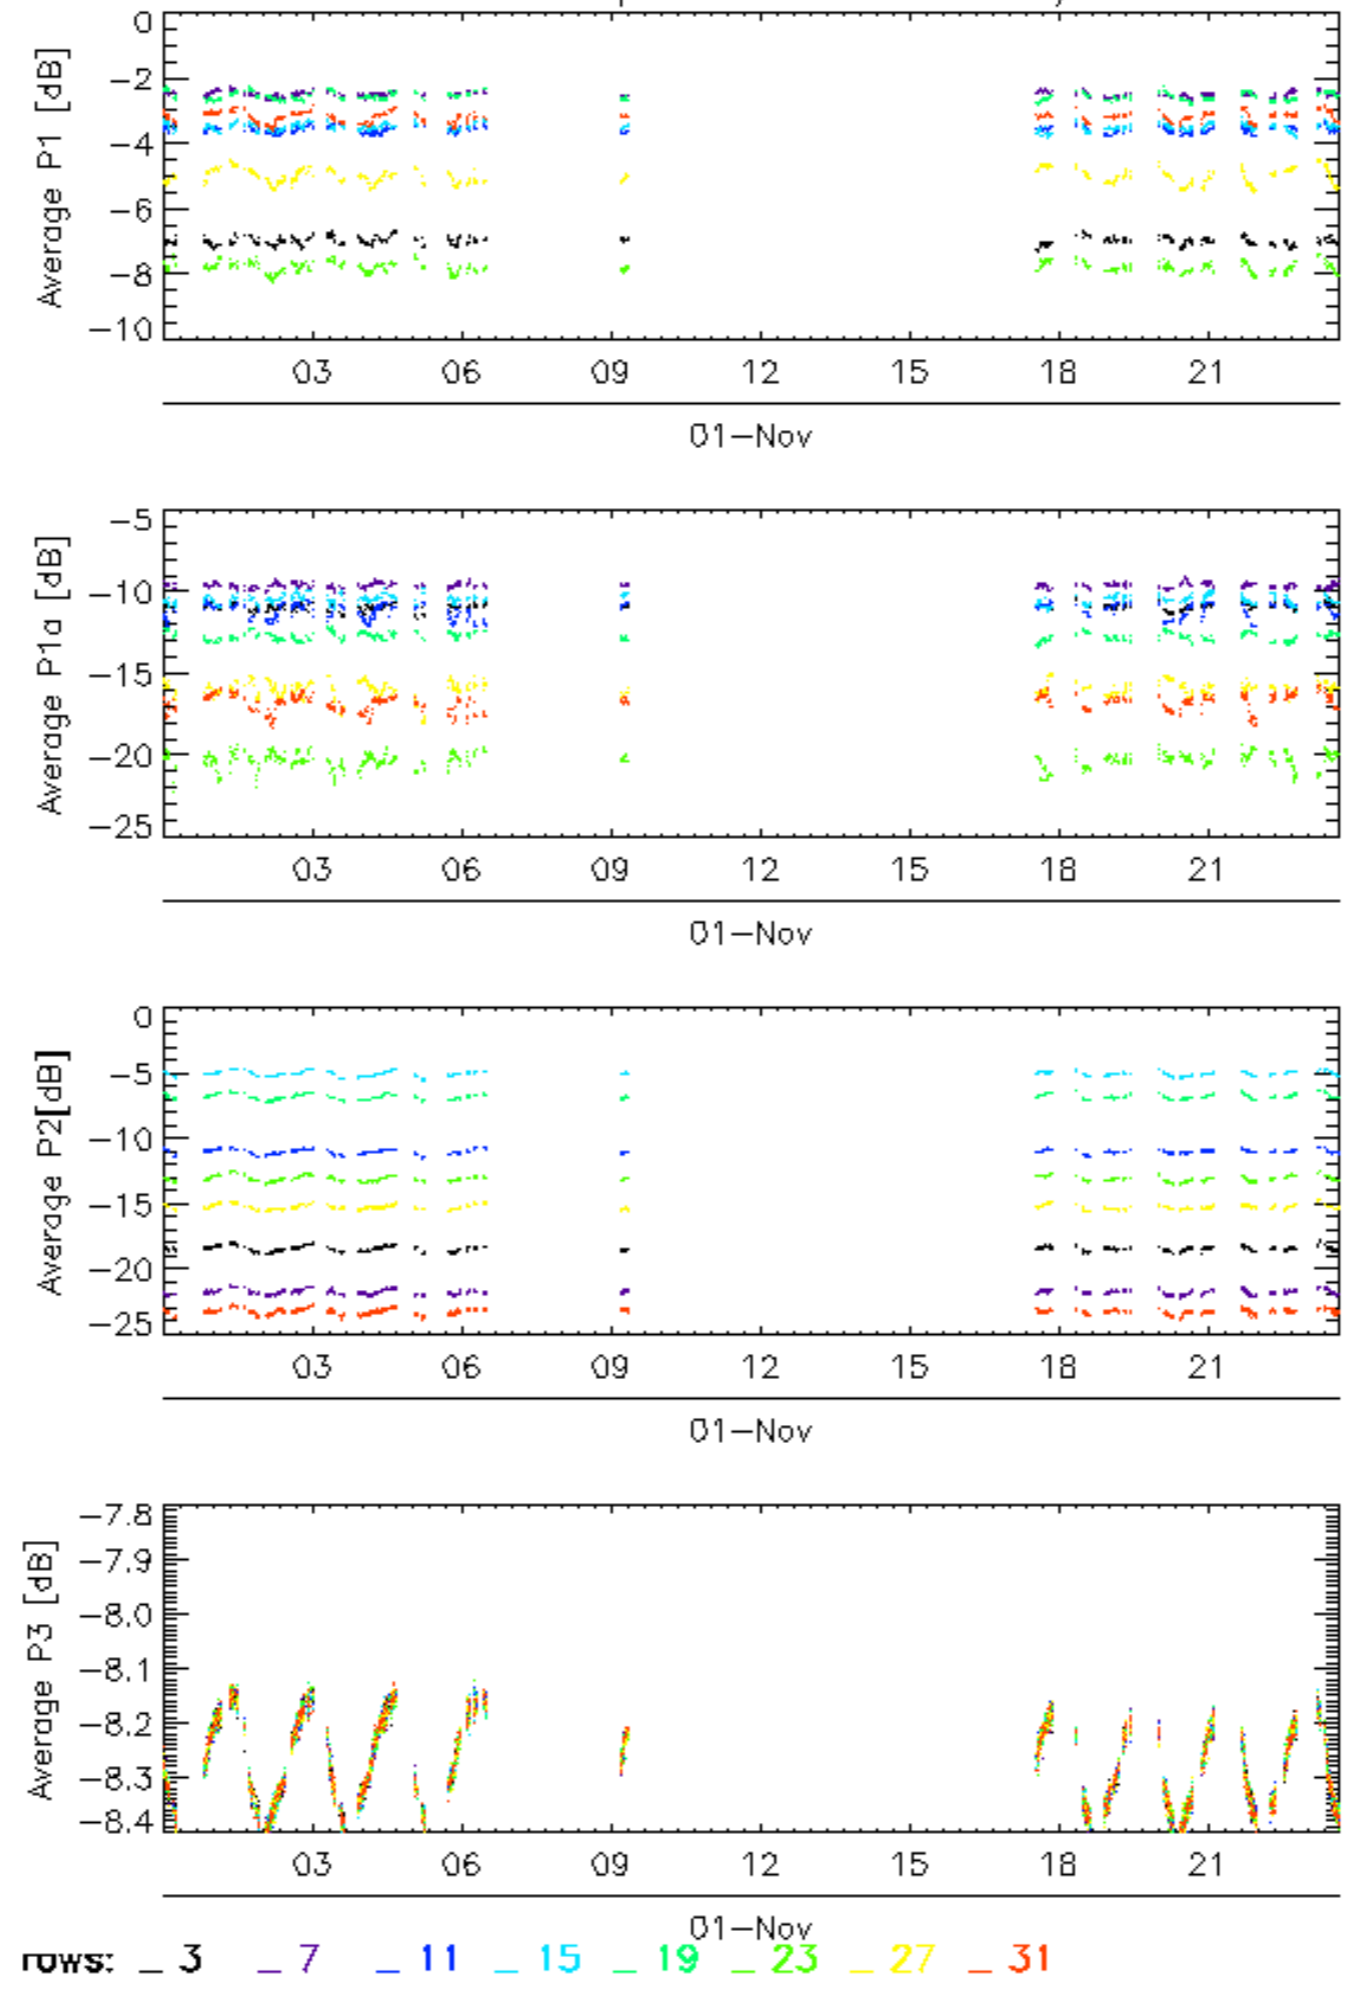 0
−2
−4
−6
−8
−10
Average P1 [dB]
03 06 09 12 15 18 21
01−Nov
−5
−10
−15
−20
−25
Average P1a [dB]
03 06 09 12 15 18 21
01−Nov
0
−5
−10
−15
−20
−25
Average P2[dB]
03 06 09 12 15 18 21
01−Nov
−7.8
−7.9
−8.0
−8.1
−8.2
−8.3
−8.4
Average P3 [dB]
03 06 09 12 15 18 21
01−Nov
rows: _ 3 _ 7 _ 11 _ 15 _ 19 _ 23 _ 27 _ 31